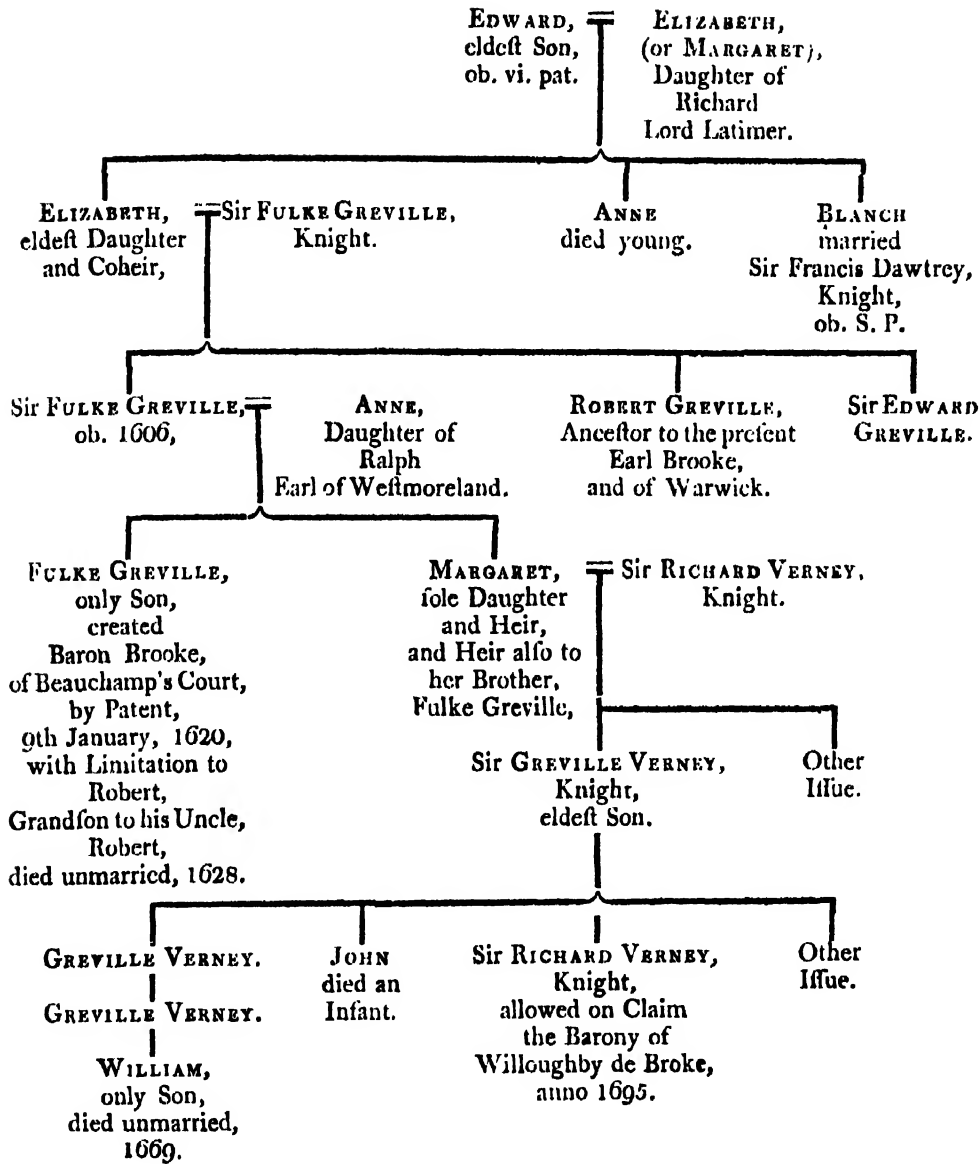 EDWARD,
eldeſt Son,
ob. vi. pat.
ELIZABETH,
(or MARGARET),
Daughter of
Richard
Lord Latimer.
ELIZABETH,
eldeſt Daughter
and Coheir,
Sir FULKE GREVILLE,
Knight.
ANNE
died young.
BLANCH
married
Sir Francis Dawtrey,
Knight,
ob. S. P.
Sir FULKE GREVILLE,
ob. 1606,
ANNE,
Daughter of
Ralph
Earl of Weſtmoreland.
ROBERT GREVILLE,
Anceſtor to the preſent
Earl Brooke,
and of Warwick.
Sir EDWARD
GREVILLE.
FULKE GREVILLE,
only Son,
created
Baron Brooke,
of Beauchamp's Court,
by Patent,
9th January, 1620,
with Limitation to
Robert,
Grandſon to his Uncle,
Robert,
died unmarried, 1628.
MARGARET,
ſole Daughter
and Heir,
and Heir alſo to
her Brother,
Fulke Greville,
Sir RICHARD VERNEY,
Knight.
Sir GREVILLE VERNEY,
Knight,
eldeſt Son.
Other
Iſſue.
GREVILLE VERNEY.
GREVILLE VERNEY.
WILLIAM,
only Son,
died unmarried,
1669.
JOHN
died an
Infant.
Sir RICHARD VERNEY,
Knight,
allowed on Claim
the Barony of
Willoughby de Broke,
anno 1695.
Other
Iſſue.